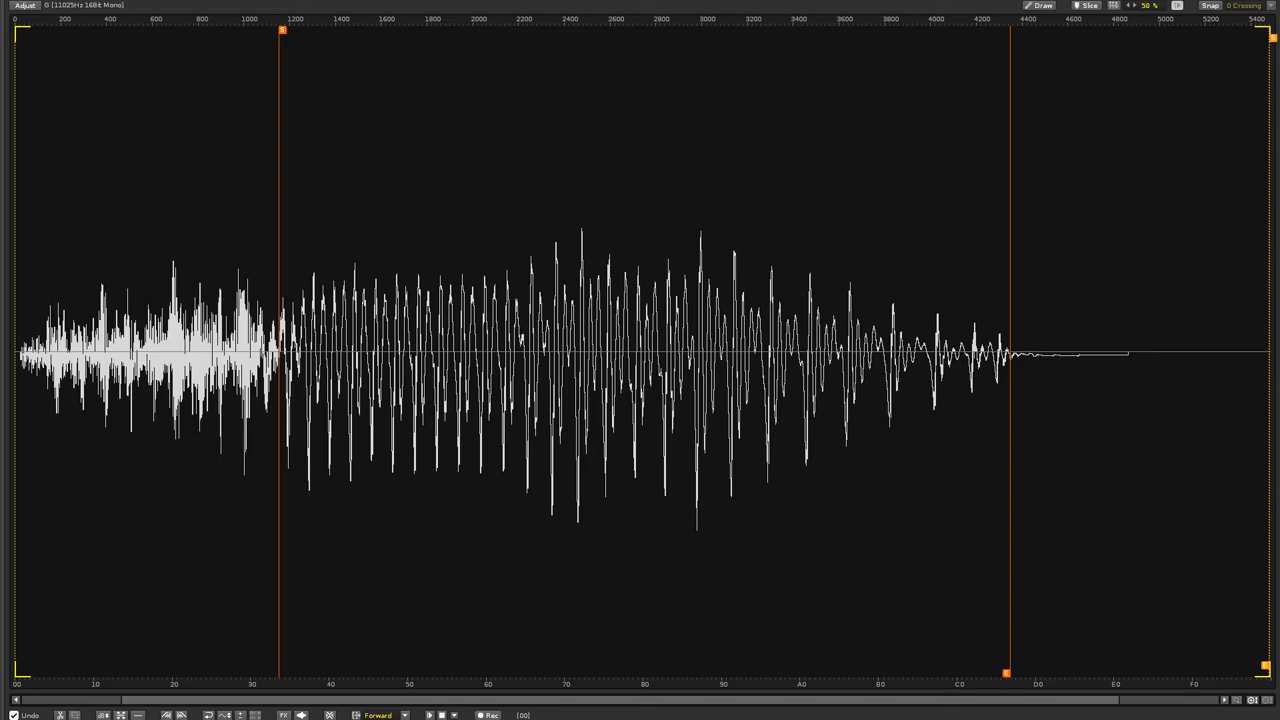 Adjust G [11025Hz 16Bit Mono] Draw Slice 50 % Snap 0 Crossing
0 200 400 600 800 1000 1200 1400 1600 1800 2000 2200 2400 2600 2800 3000 3200 3400 3600 3800 4000 4200 4400 4600 4800 5000 5200 5400
S
S
E
E
00 10 20 30 40 50 60 70 80 90 A0 B0 C0 D0 E0 F0
Undo dB FX Forward Rec [00]